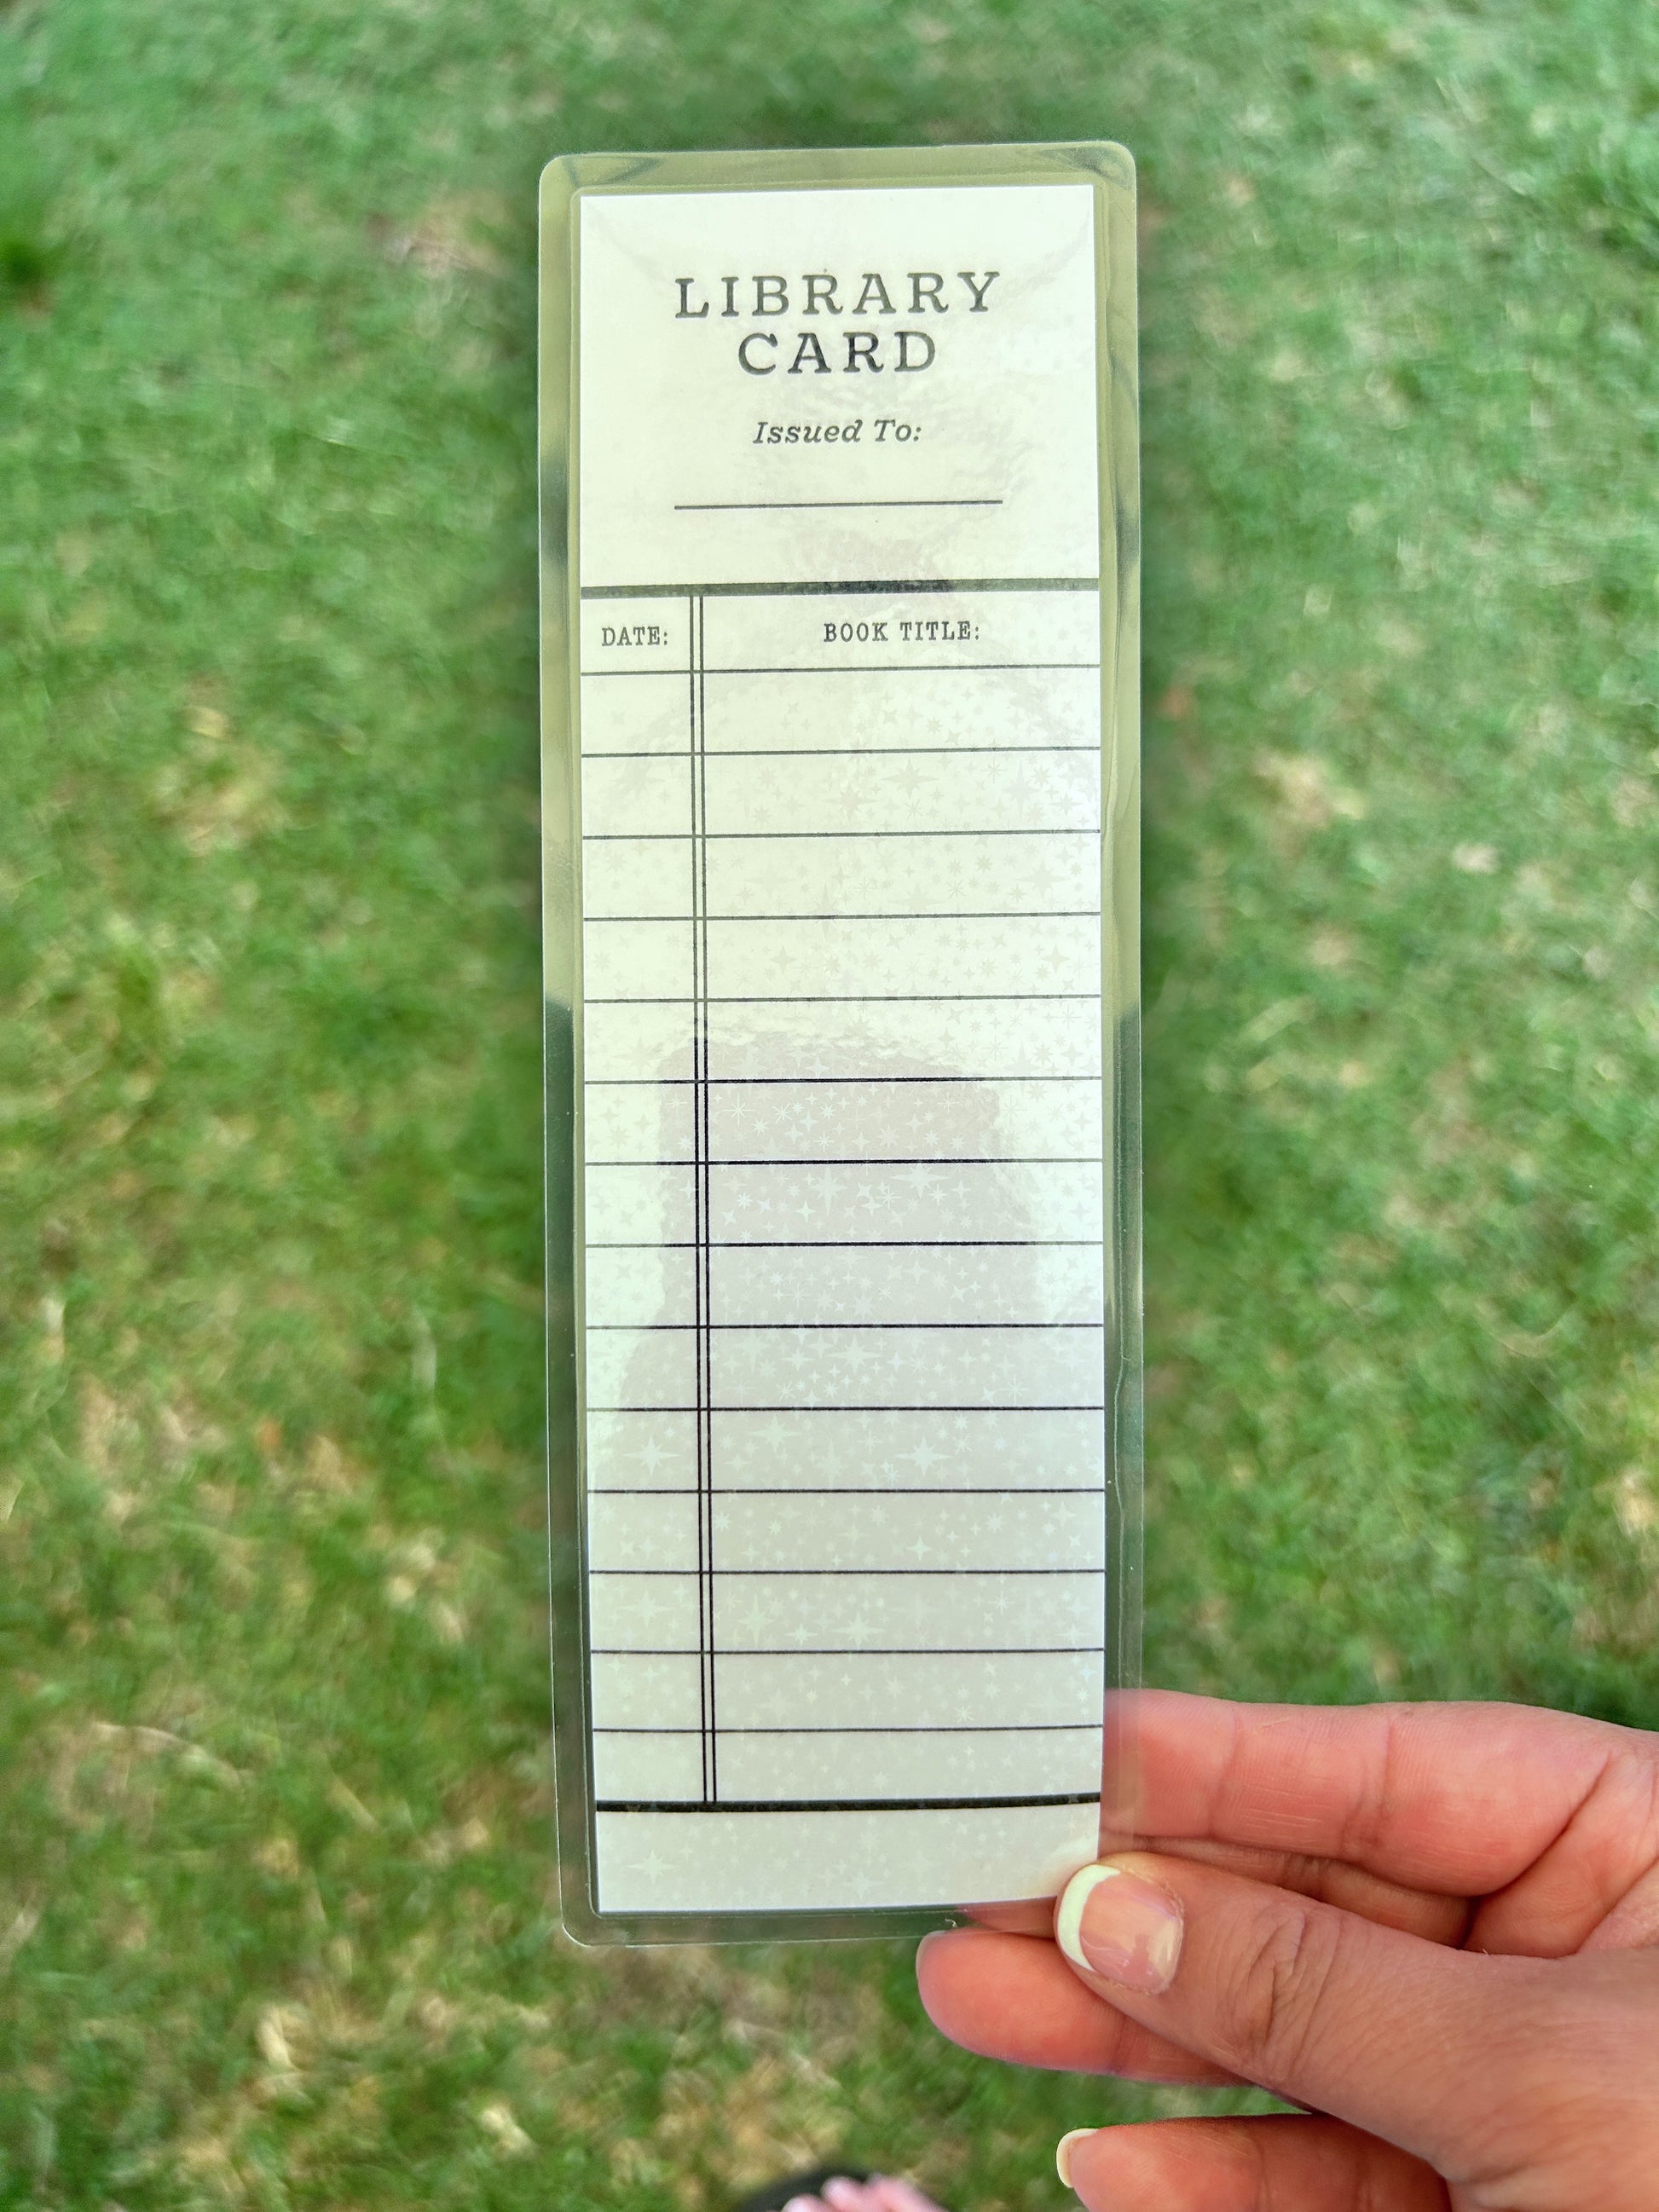 LIBRARY
CARD
Issued To:
DATE: BOOK TITLE: